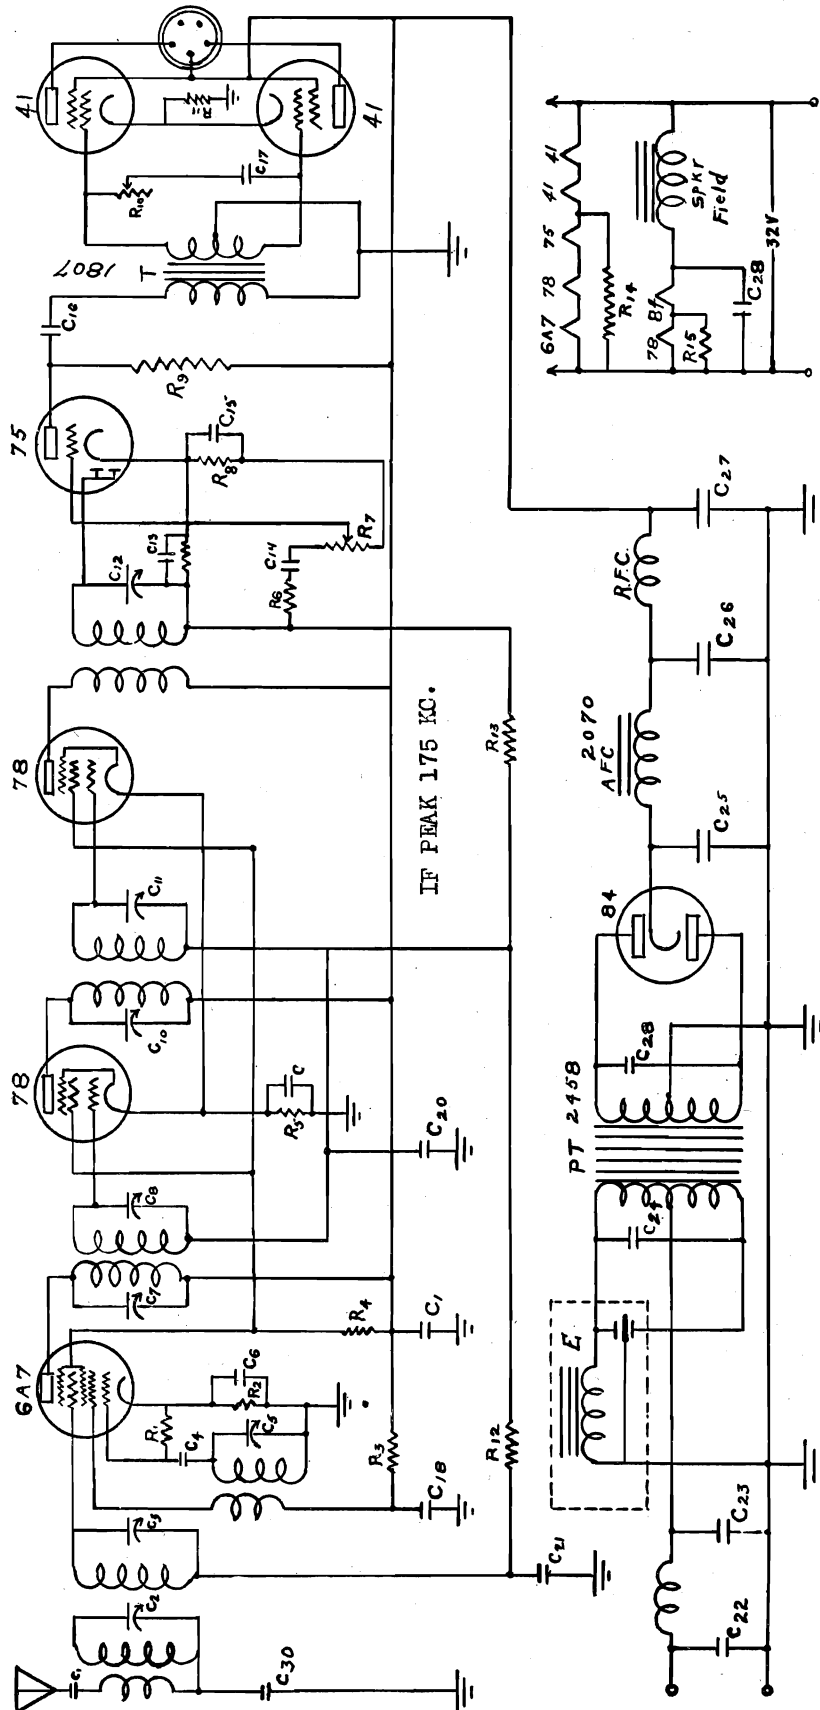 6A7
78
78
75
41
41
C1
C2
C3
C30
C7
C8
C10
C11
C12
C13
C14
C15
C16
C17
R1
C4
C5
R2
C6
R3
R4
C18
C1
R5
C
C20
R6
R7
R8
R9
R10
R11
T
1807
C21
R12
R13
IF PEAK 175 KC.
C22
C23
E
C24
PT 2458
C28
84
C25
2070
AFC
C26
R.F.C.
C27
6A7 78 75 41 41
R14
78 84
R15
C28
SPKR
Field
32V